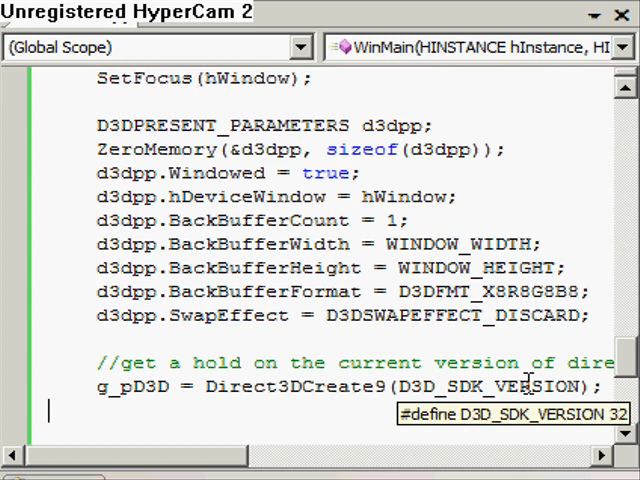 Unregistered HyperCam 2
(Global Scope)
WinMain(HINSTANCE hInstance, HI
SetFocus(hWindow);
D3DPRESENT_PARAMETERS d3dpp;
ZeroMemory(&d3dpp, sizeof(d3dpp));
d3dpp.Windowed = true;
d3dpp.hDeviceWindow = hWindow;
d3dpp.BackBufferCount = 1;
d3dpp.BackBufferWidth = WINDOW_WIDTH;
d3dpp.BackBufferHeight = WINDOW_HEIGHT;
d3dpp.BackBufferFormat = D3DFMT_X8R8G8B8;
d3dpp.SwapEffect = D3DSWAPEFFECT_DISCARD;
//get a hold on the current version of dire
g_pD3D = Direct3DCreate9(D3D_SDK_VERSION);
#define D3D_SDK_VERSION 32